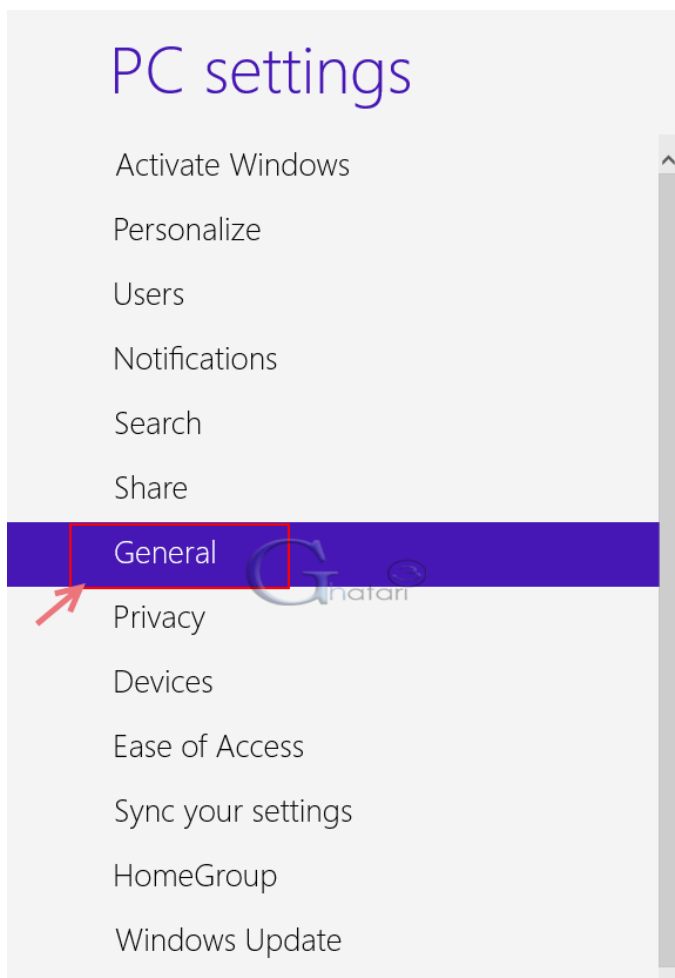 PC settings
Activate Windows
Personalize
Users
Notifications
Search
Share
General
Ghatari
Privacy
Devices
Ease of Access
Sync your settings
HomeGroup
Windows Update